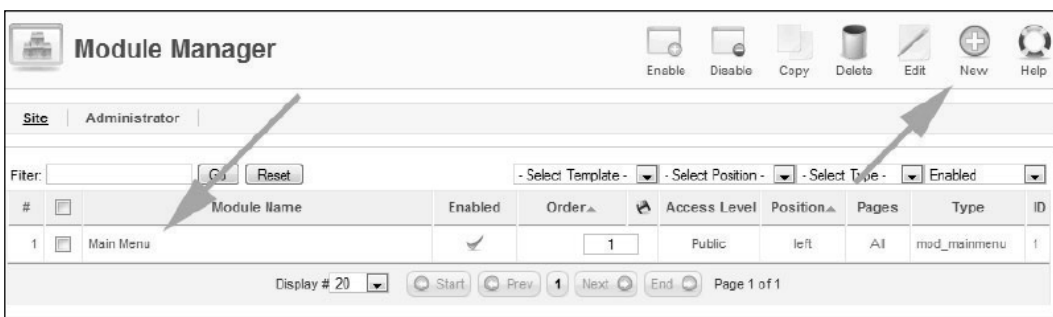 Module Manager
Enable Disable Copy Delete Edit New Help
Site Administrator
Filter: Go Reset - Select Template - - Select Position - - Select Type - Enabled
# Module Name Enabled Order Access Level Position Pages Type ID
1 Main Menu 1 Public left All mod_mainmenu 1
Display # 20 Start Prev 1 Next End Page 1 of 1